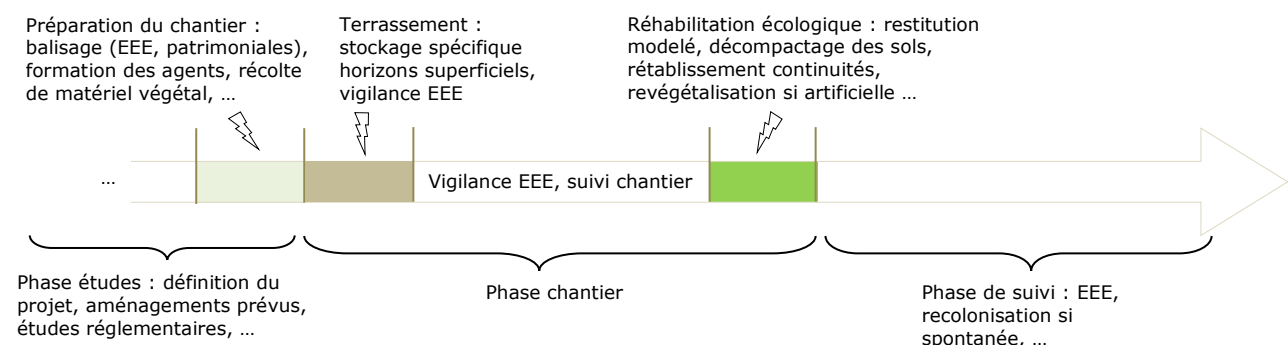 Préparation du chantier :
balisage (EEE, patrimoniales),
formation des agents, récolte
de matériel végétal, …
Terrassement :
stockage spécifique
horizons superficiels,
vigilance EEE
Réhabilitation écologique : restitution
modelé, décompactage des sols,
rétablissement continuités,
revégétalisation si artificielle …
…
Vigilance EEE, suivi chantier
Phase études : définition du
projet, aménagements prévus,
études réglementaires, …
Phase chantier
Phase de suivi : EEE,
recolonisation si
spontanée, …